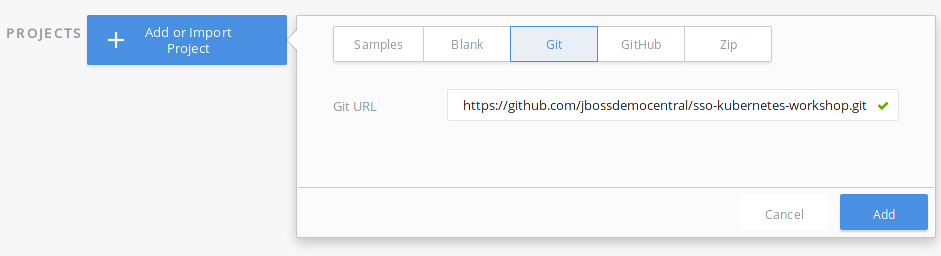 PROJECTS
Add or Import
Project
Samples Blank Git GitHub Zip
Git URL https://github.com/jbossdemocentral/sso-kubernetes-workshop.git
Cancel Add